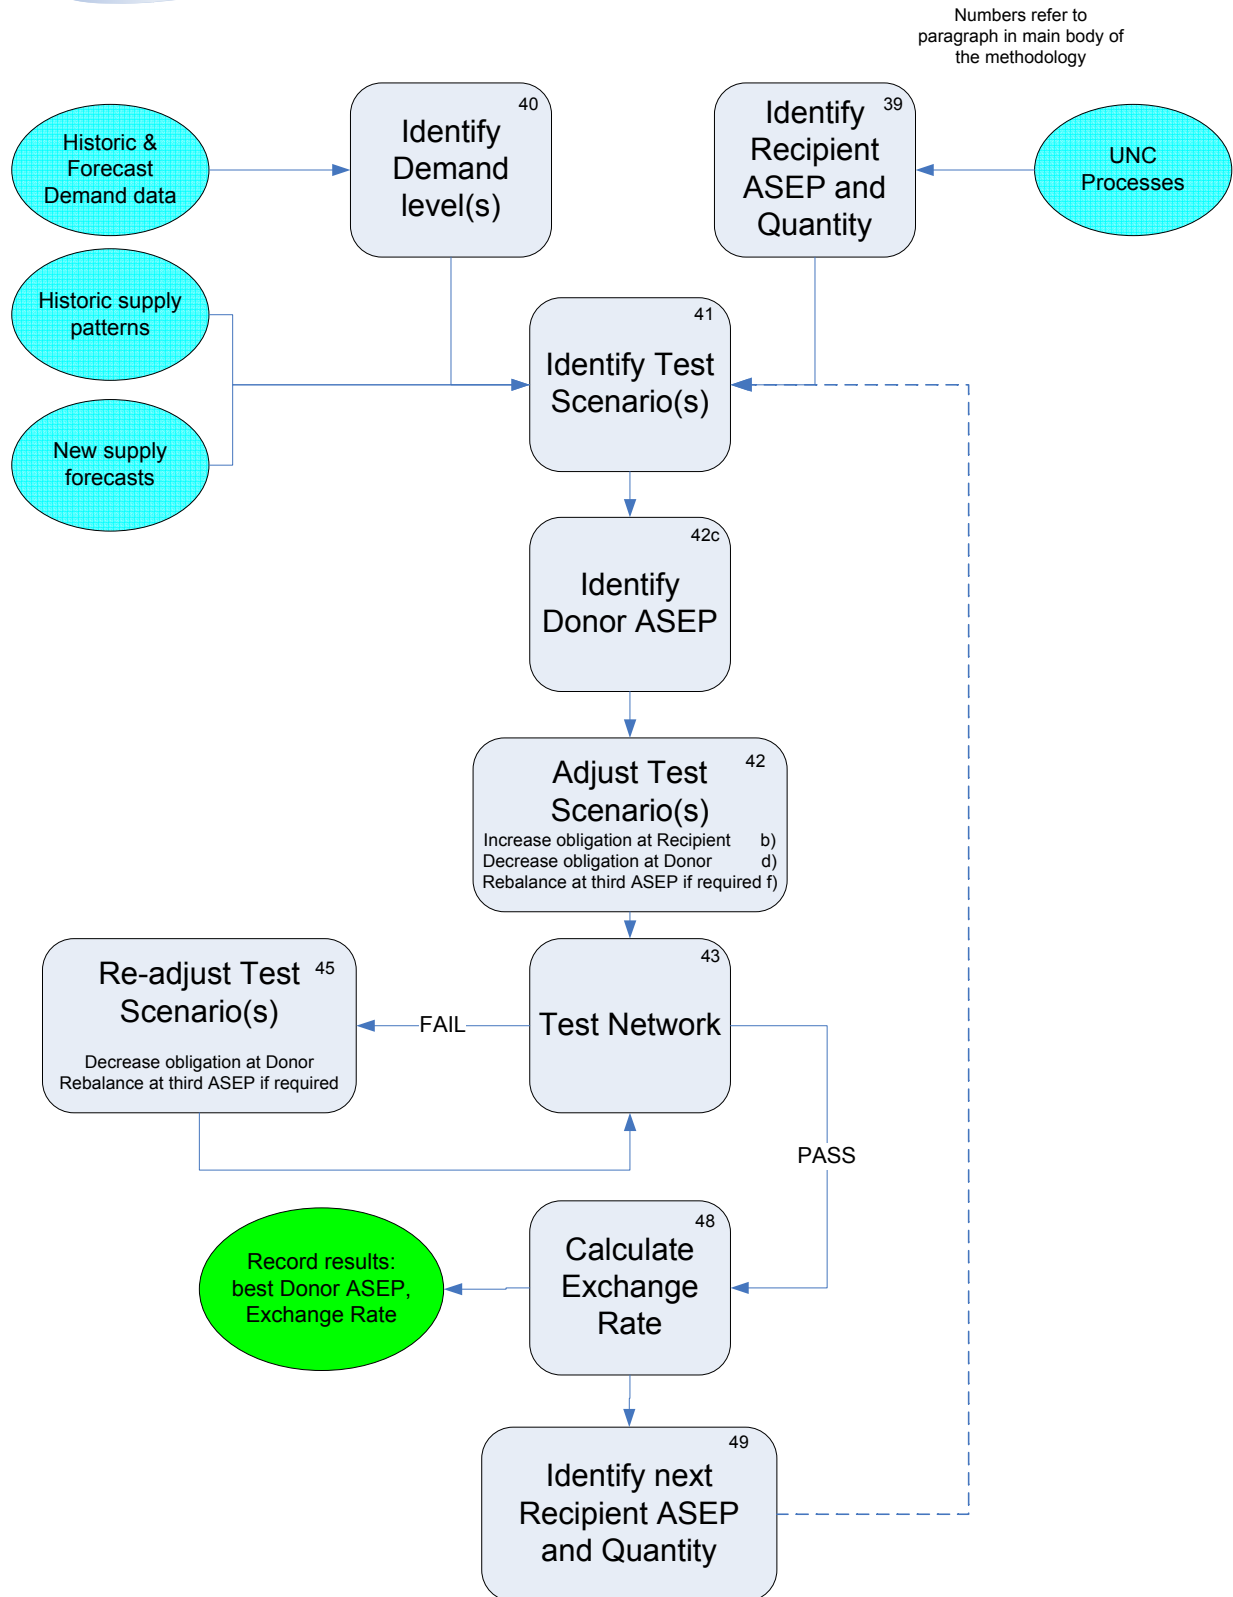 Numbers refer to
paragraph in main body of
the methodology
40
Identify
Demand
level(s)
39
Identify
Recipient
ASEP and
Quantity
Historic &
Forecast
Demand data
UNC
Processes
Historic supply
patterns
41
Identify Test
Scenario(s)
New supply
forecasts
42c
Identify
Donor ASEP
42
Adjust Test
Scenario(s)
Increase obligation at Recipient b)
Decrease obligation at Donor d)
Rebalance at third ASEP if required f)
45
Re-adjust Test
Scenario(s)
Decrease obligation at Donor
Rebalance at third ASEP if required
FAIL
43
Test Network
PASS
48
Calculate
Exchange
Rate
Record results:
best Donor ASEP,
Exchange Rate
49
Identify next
Recipient ASEP
and Quantity